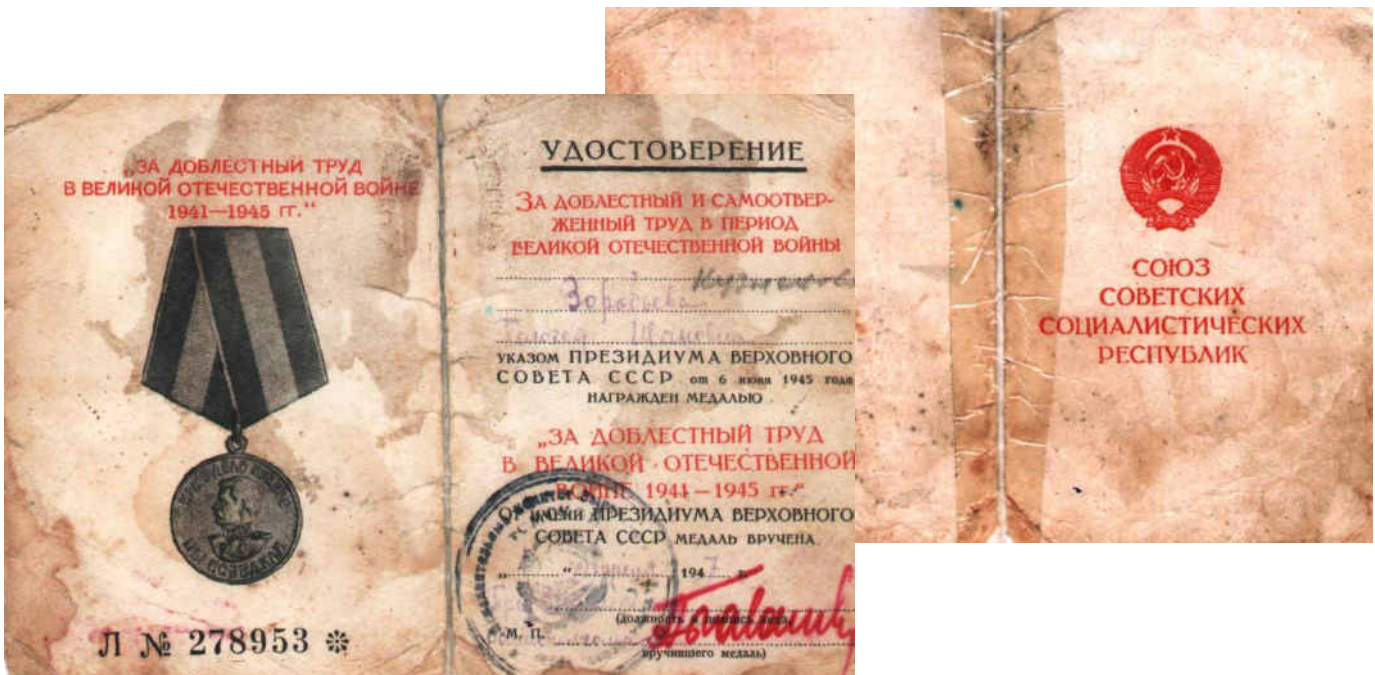 „ЗА ДОБЛЕСТНЫЙ ТРУД
В ВЕЛИКОЙ ОТЕЧЕСТВЕННОЙ ВОЙНЕ
1941—1945 гг.“
Л № 278953 ✻
УДОСТОВЕРЕНИЕ
ЗА ДОБЛЕСТНЫЙ И САМООТВЕР-
ЖЕННЫЙ ТРУД В ПЕРИОД
ВЕЛИКОЙ ОТЕЧЕСТВЕННОЙ ВОЙНЫ
УКАЗОМ ПРЕЗИДИУМА ВЕРХОВНОГО
СОВЕТА СССР от 6 июня 1945 года
НАГРАЖДЕН МЕДАЛЬЮ
„ЗА ДОБЛЕСТНЫЙ ТРУД
В ВЕЛИКОЙ ОТЕЧЕСТВЕННОЙ
ВОЙНЕ 1941—1945 гг.“
ОТ ИМЕНИ ПРЕЗИДИУМА ВЕРХОВНОГО
СОВЕТА СССР МЕДАЛЬ ВРУЧЕНА
194 7
(должность и подпись лица,
М. П.
вручившего медаль)
СОЮЗ
СОВЕТСКИХ
СОЦИАЛИСТИЧЕСКИХ
РЕСПУБЛИК